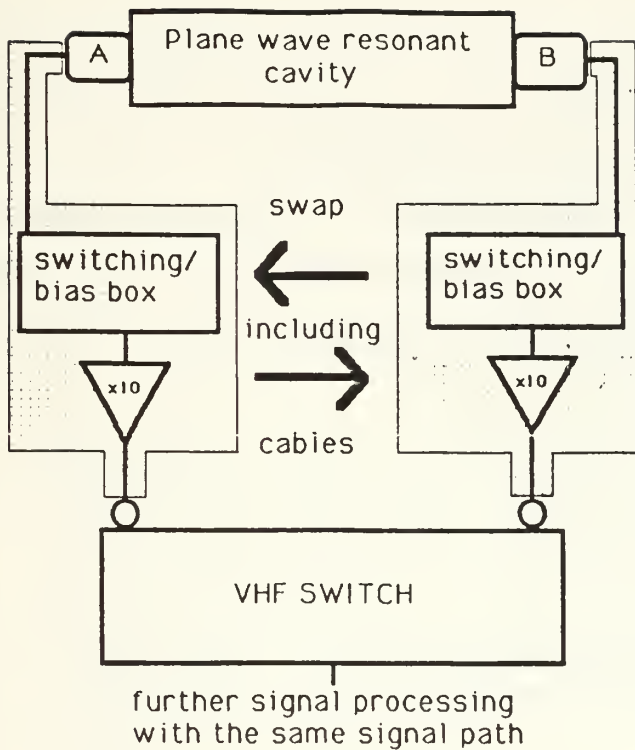 A
Plane wave resonant
cavity
B
swap
switching/
bias box
switching/
bias box
including
x10
x10
cabies
VHF SWITCH
further signal processing
with the same signal path